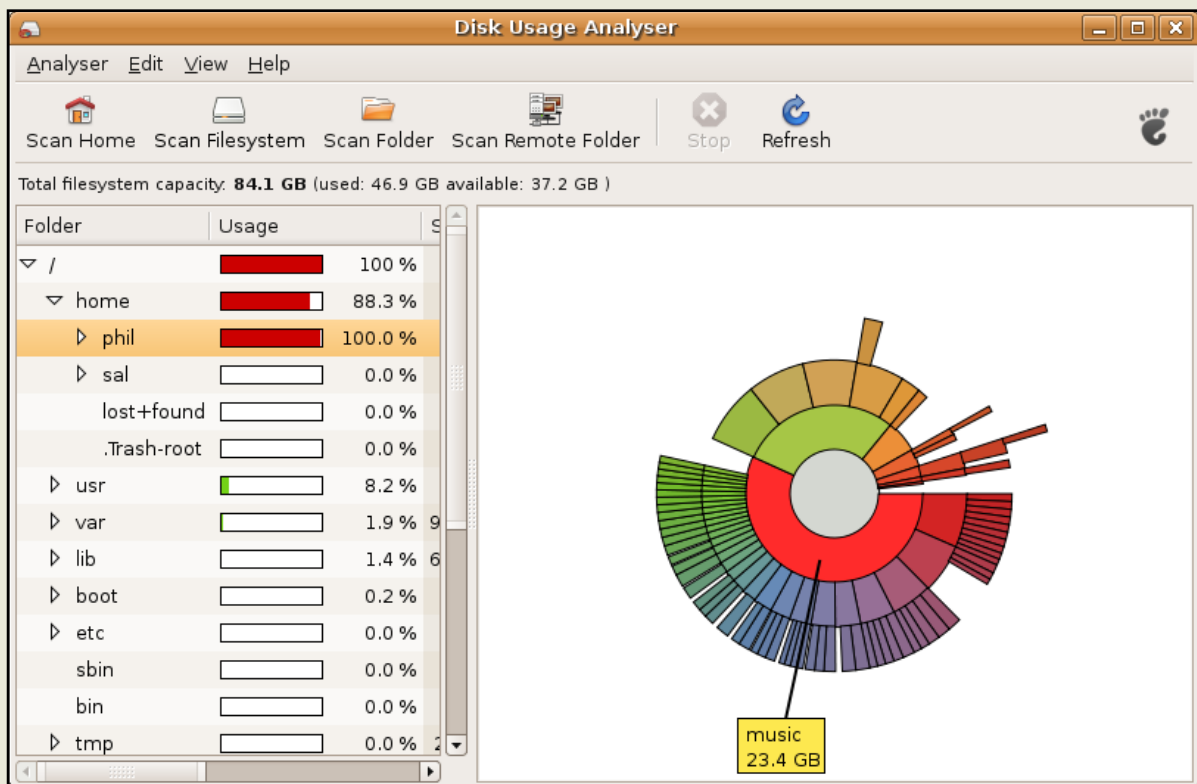 Disk Usage Analyser
Analyser Edit View Help
Scan Home Scan Filesystem Scan Folder Scan Remote Folder Stop Refresh
Total filesystem capacity: 84.1 GB (used: 46.9 GB available: 37.2 GB )
Folder Usage S
/ 100 %
home 88.3 %
phil 100.0 %
sal 0.0 %
lost+found 0.0 %
.Trash-root 0.0 %
usr 8.2 %
var 1.9 % 9
lib 1.4 % 6
boot 0.2 %
etc 0.0 %
sbin 0.0 %
bin 0.0 %
tmp 0.0 % 2
music
23.4 GB